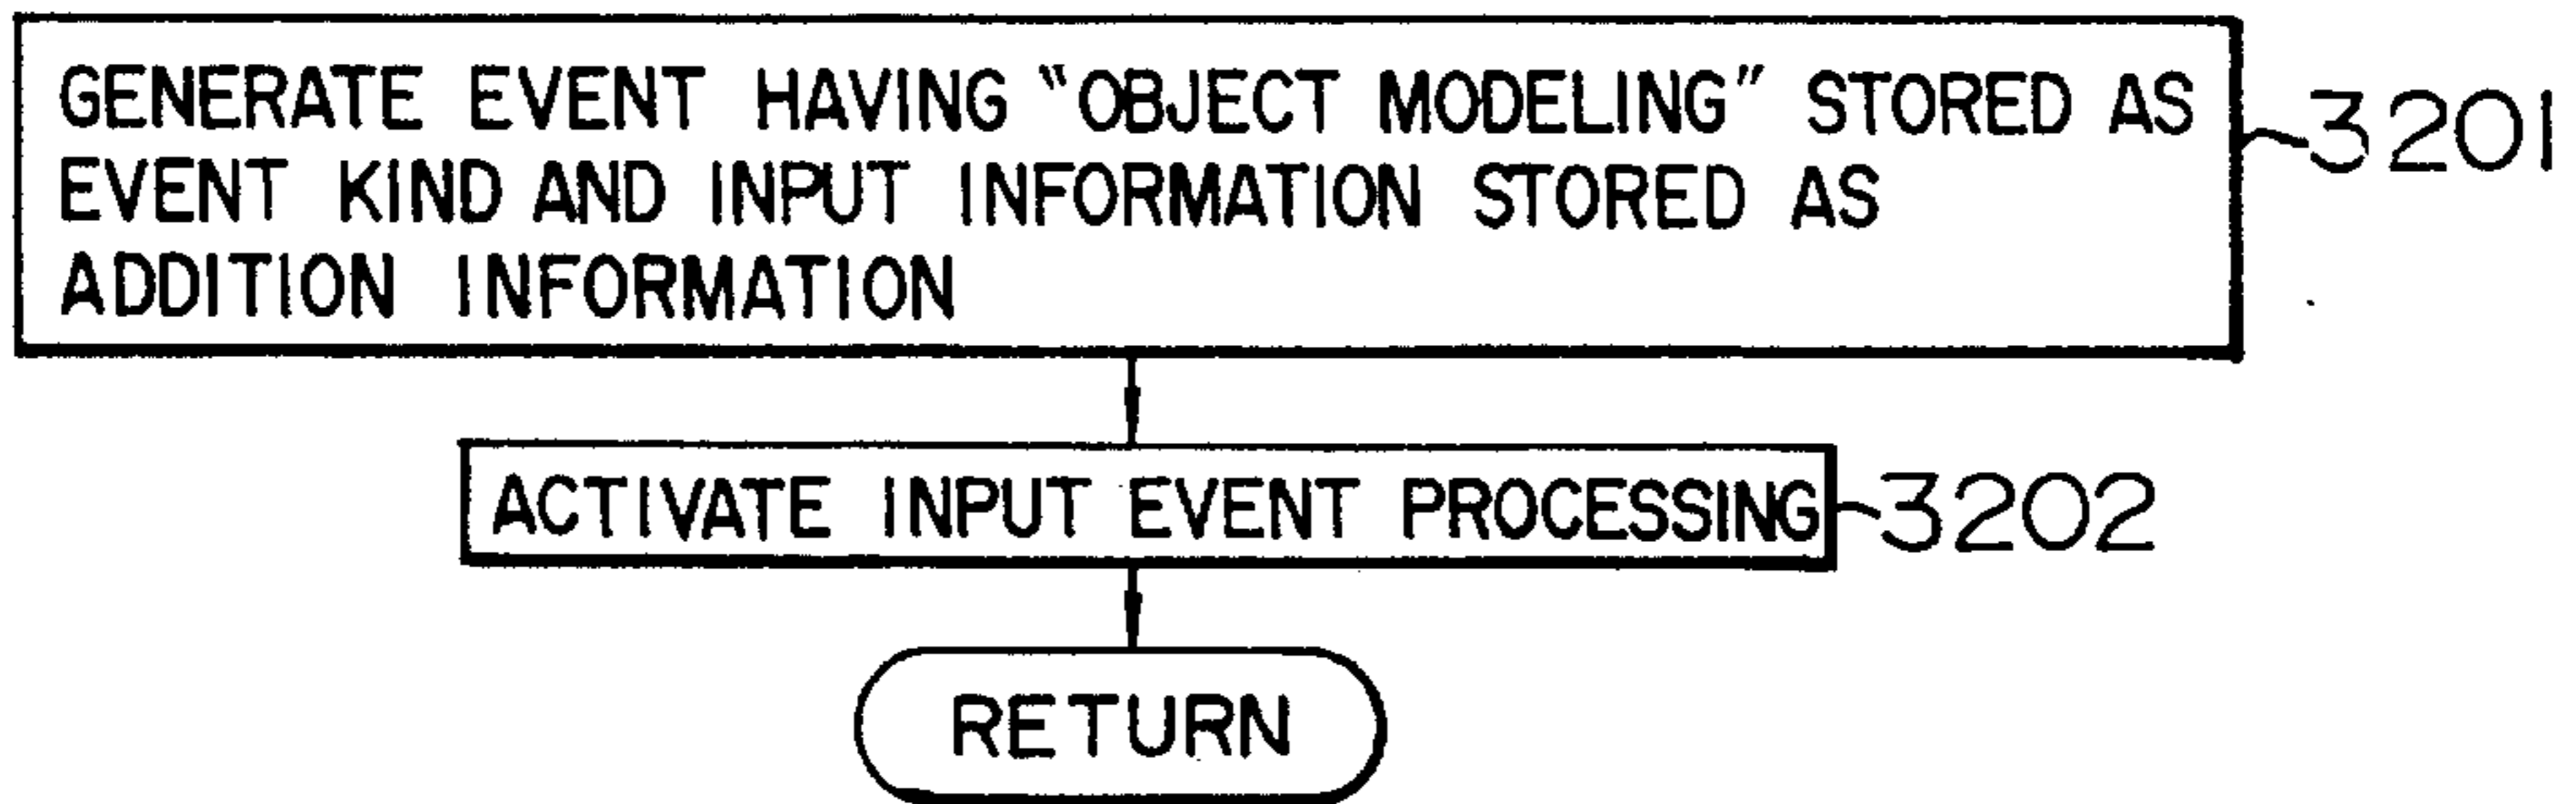 GENERATE EVENT HAVING "OBJECT MODELING" STORED AS
EVENT KIND AND INPUT INFORMATION STORED AS
ADDITION INFORMATION
3201
ACTIVATE INPUT EVENT PROCESSING
3202
RETURN